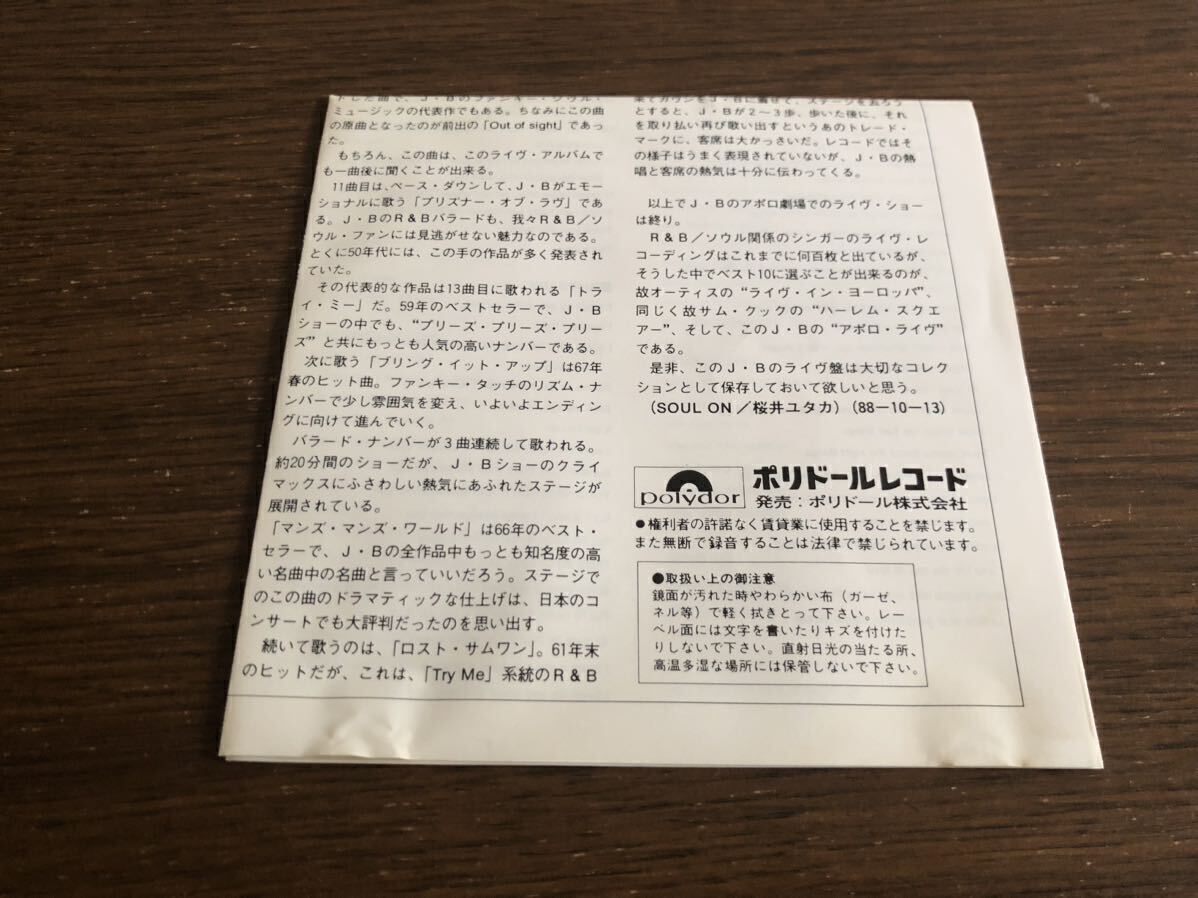 ミュージックの代表作でもある。ちなみにこの曲
の原曲となったのが前出の「Out of sight」であっ
た。
もちろん、この曲は、このライヴ・アルバムで
も一曲後に聞くことが出来る。
11曲目は、ペース・ダウンして、J・Bがエモー
ショナルに歌う「プリズナー・オブ・ラヴ」であ
る。J・BのR&Bバラードも、我々R&B／ソ
ウル・ファンには見逃がせない魅力なのである。
とくに50年代には、この手の作品が多く発表され
ていた。
その代表的な作品は13曲目に歌われる「トラ
イ・ミー」だ。59年のベストセラーで、J・B
ショーの中でも、“プリーズ・プリーズ・プリー
ズ”と共にもっとも人気の高いナンバーである。
次に歌う「ブリング・イット・アップ」は67年
春のヒット曲。ファンキー・タッチのリズム・ナ
ンバーで少し雰囲気を変え、いよいよエンディン
グに向けて進んでいく。
バラード・ナンバーが3曲連続して歌われる。
約20分間のショーだが、J・Bショーのクライ
マックスにふさわしい熱気にあふれたステージが
展開されている。
「マンズ・マンズ・ワールド」は66年のベスト・
セラーで、J・Bの全作品中もっとも知名度の高
い名曲中の名曲と言っていいだろう。ステージで
のこの曲のドラマティックな仕上げは、日本のコ
ンサートでも大評判だったのを思い出す。
続いて歌うのは、「ロスト・サムワン」。61年末
のヒットだが、これは、「Try Me」系統のR&B
来てガウンをJ・Bに着せて、ステージを去ろう
とすると、J・Bが2〜3歩、歩いた後に、それ
を取り払い再び歌い出すというあのトレード・
マークに、客席は大かっさいだ。レコードではそ
の様子はうまく表現されていないが、J・Bの熱
唱と客席の熱気は十分に伝わってくる。
以上でJ・Bのアポロ劇場でのライヴ・ショー
は終り。
R&B／ソウル関係のシンガーのライヴ・レ
コーディングはこれまでに何百枚と出ているが、
そうした中でベスト10に選ぶことが出来るのが、
故オーティスの“ライヴ・イン・ヨーロッパ”、
同じく故サム・クックの“ハーレム・スクエ
アー”、そして、このJ・Bの“アポロ・ライヴ”
である。
是非、このJ・Bのライヴ盤は大切なコレク
ションとして保存しておいて欲しいと思う。
（SOUL ON／桜井ユタカ）（88−10−13）
polydor
ポリドールレコード
発売：ポリドール株式会社
●権利者の許諾なく賃貸業に使用することを禁じます。
また無断で録音することは法律で禁じられています。
●取扱い上の御注意
鏡面が汚れた時やわらかい布（ガーゼ、
ネル等）で軽く拭きとって下さい。レー
ベル面には文字を書いたりキズを付けた
りしないで下さい。直射日光の当たる所、
高温多湿な場所には保管しないで下さい。